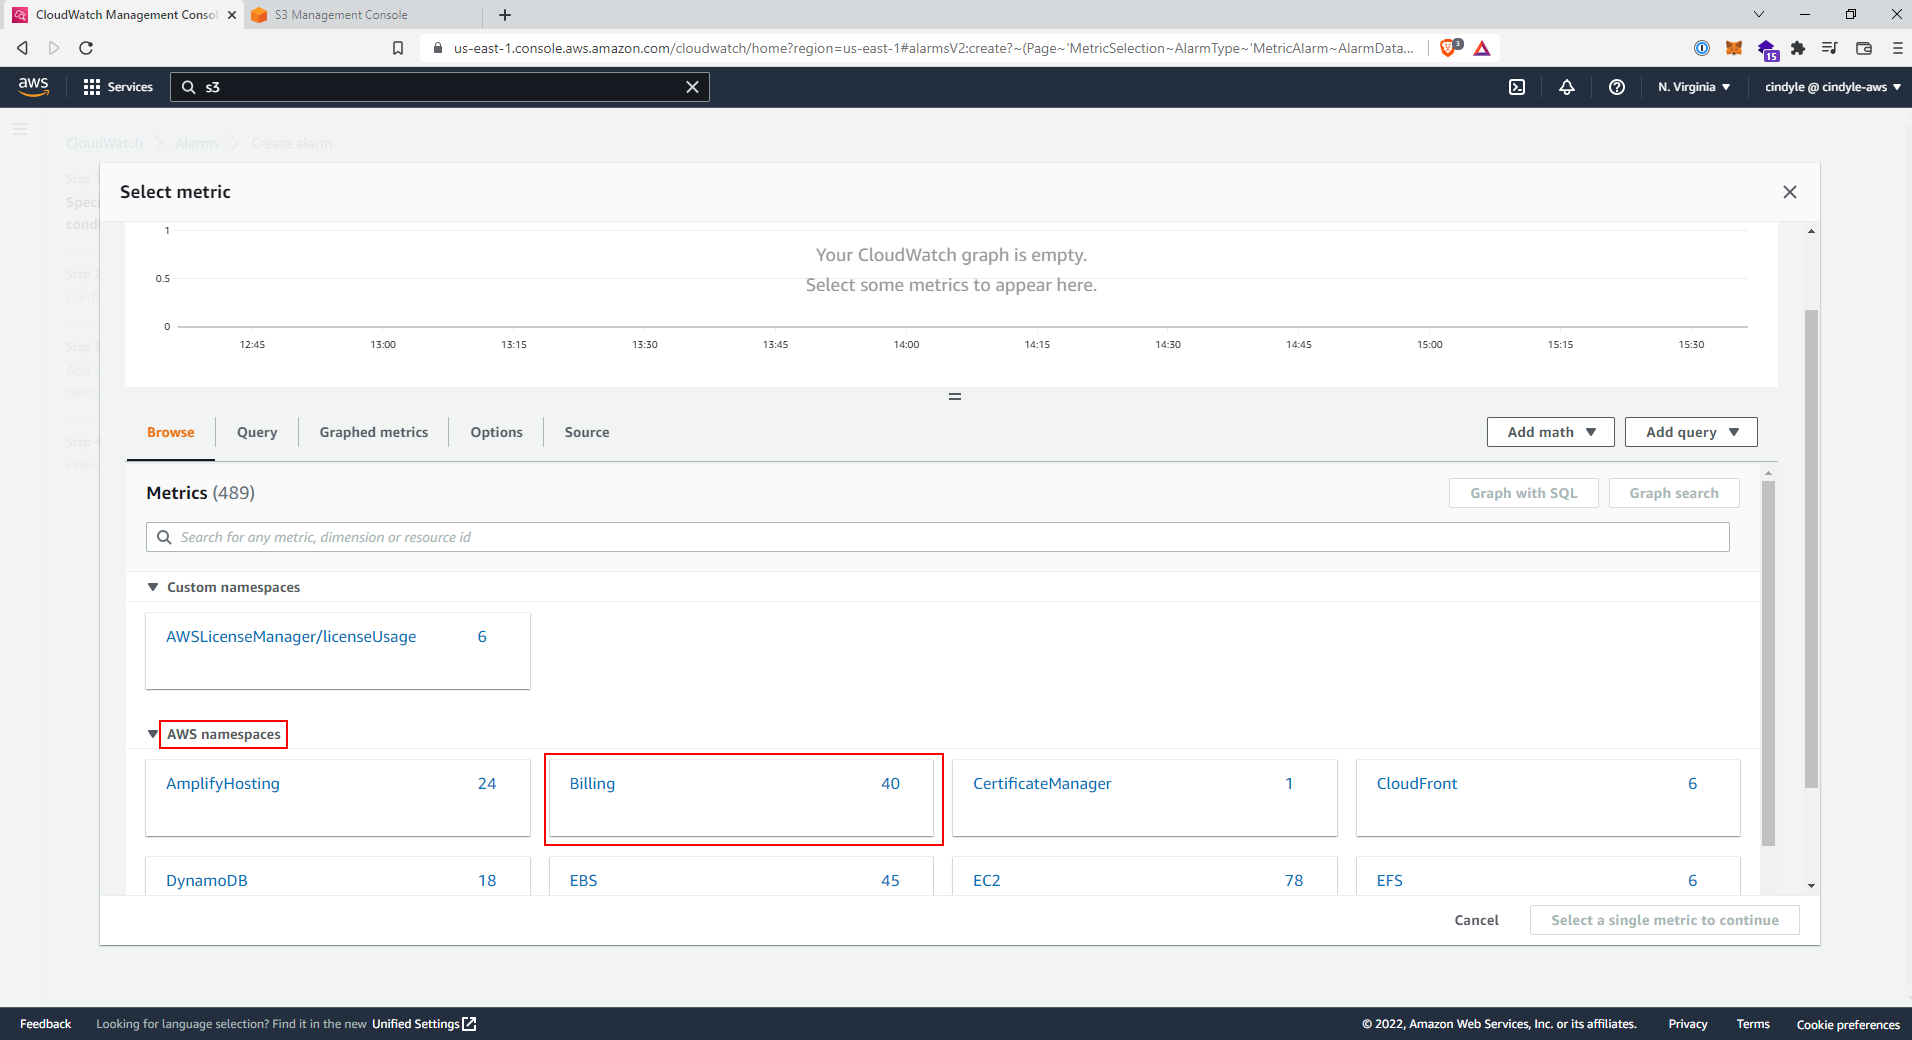 CloudWatch Management Consol
S3 Management Console
us-east-1.console.aws.amazon.com/cloudwatch/home?region=us-east-1#alarmsV2:create?~(Page~'MetricSelection~AlarmType~'MetricAlarm~AlarmData...
3
15
aws
Services
s3
N. Virginia
cindyle @ cindyle-aws
CloudWatch
Alarms
Create alarm
Step 1
Speci
condi
Step 2
Confi
Step 3
Add n
descr
Step 4
Previ
Select metric
1
0.5
0
Your CloudWatch graph is empty.
Select some metrics to appear here.
12:45 13:00 13:15 13:30 13:45 14:00 14:15 14:30 14:45 15:00 15:15 15:30
Browse
Query
Graphed metrics
Options
Source
Add math
Add query
Metrics (489)
Graph with SQL
Graph search
Search for any metric, dimension or resource id
Custom namespaces
AWSLicenseManager/licenseUsage 6
AWS namespaces
AmplifyHosting 24
Billing 40
CertificateManager 1
CloudFront 6
DynamoDB 18
EBS 45
EC2 78
EFS 6
Cancel
Select a single metric to continue
Feedback
Looking for language selection? Find it in the new Unified Settings
© 2022, Amazon Web Services, Inc. or its affiliates.
Privacy
Terms
Cookie preferences